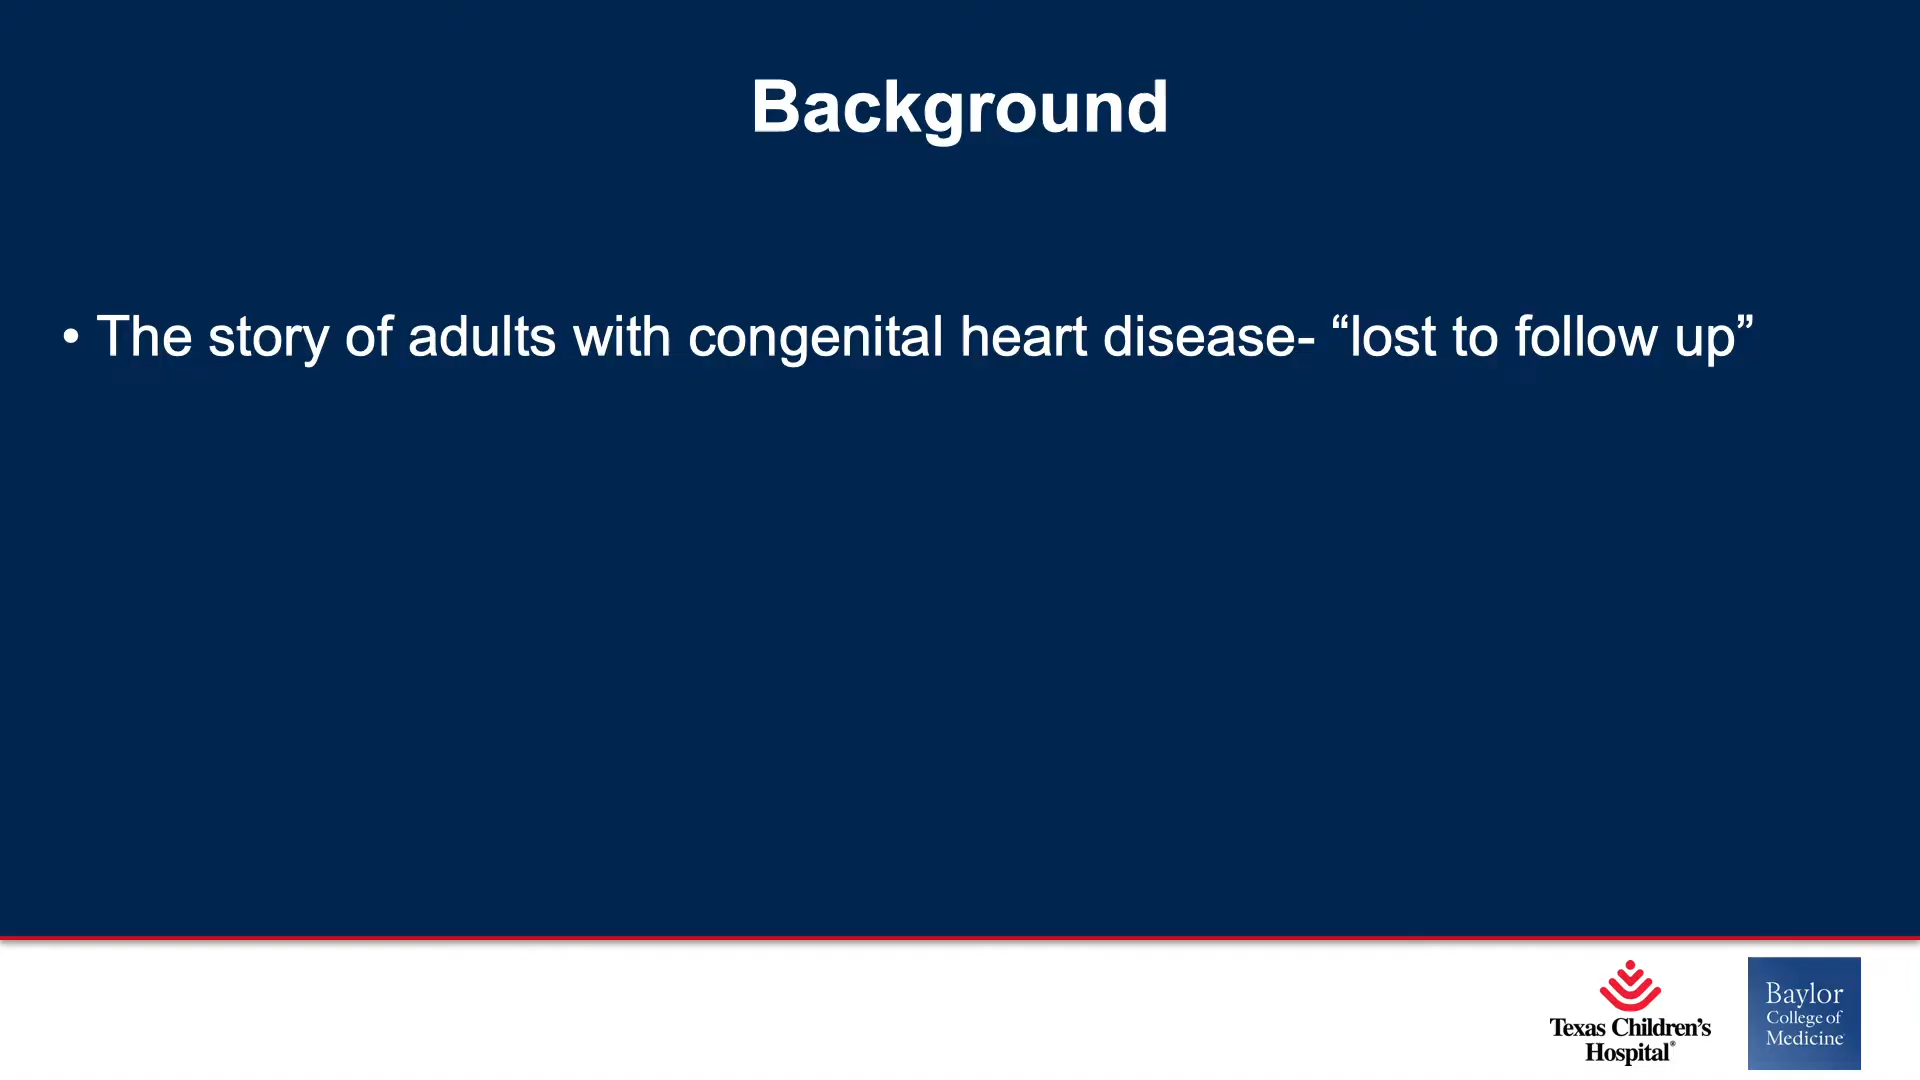 Background
• The story of adults with congenital heart disease- “lost to follow up”
Texas Children’s
Hospital®
Baylor
College of
Medicine